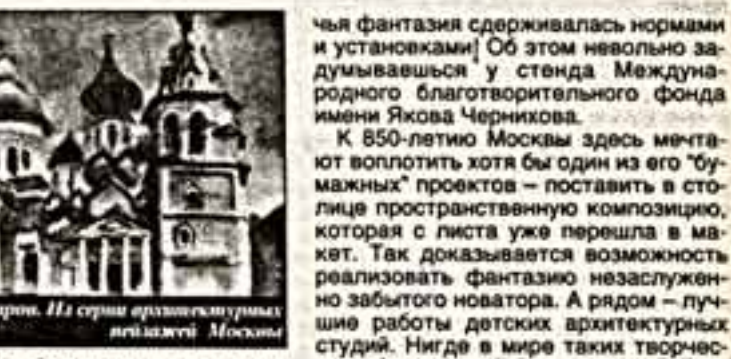 чья фантазия сдерживалась нормами
и установками! Об этом невольно за-
думываешься у стенда Междуна-
родного благотворительного фонда
имени Якова Чернихова.
К 850-летию Москвы здесь мечта-
ют воплотить хотя бы один из его "бу-
мажных" проектов – поставить в сто-
лице пространственную композицию,
которая с листа уже перешла в ма-
кет. Так доказывается возможность
реализовать фантазию незаслужен-
но забытого новатора. А рядом – луч-
шие работы детских архитектурных
студий. Нигде в мире таких творчес-
Из серии архитектурных
пейзажей Москвы